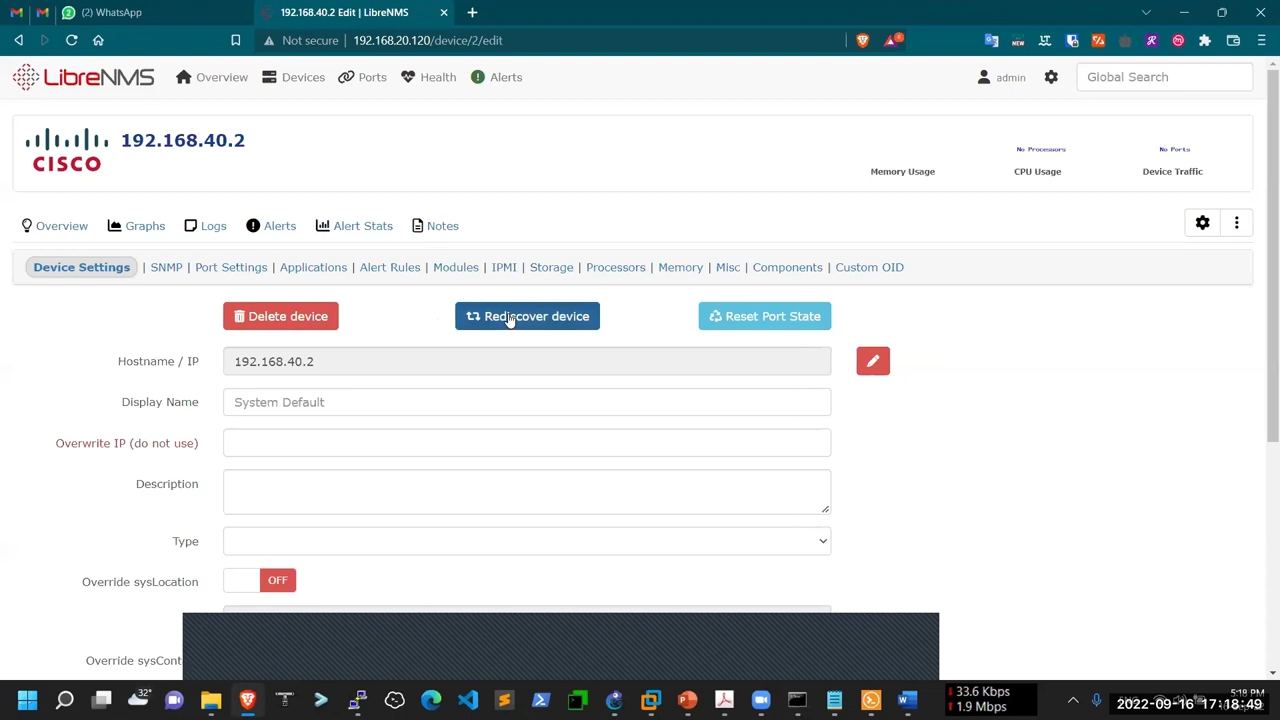 (2) WhatsApp
192.168.40.2 Edit | LibreNMS
Not secure
192.168.20.120/device/2/edit
LibreNMS
Overview
Devices
Ports
Health
Alerts
admin
Global Search
CISCO
192.168.40.2
No Processors
No Ports
Memory Usage
CPU Usage
Device Traffic
Overview
Graphs
Logs
Alerts
Alert Stats
Notes
Device Settings | SNMP | Port Settings | Applications | Alert Rules | Modules | IPMI | Storage | Processors | Memory | Misc | Components | Custom OID
Delete device
Rediscover device
Reset Port State
Hostname / IP
192.168.40.2
Display Name
System Default
Overwrite IP (do not use)
Description
Type
Override sysLocation
OFF
Override sysCont
32°
33.6 Kbps
1.9 Mbps
5:18 PM
2022-09-16 17:18:49